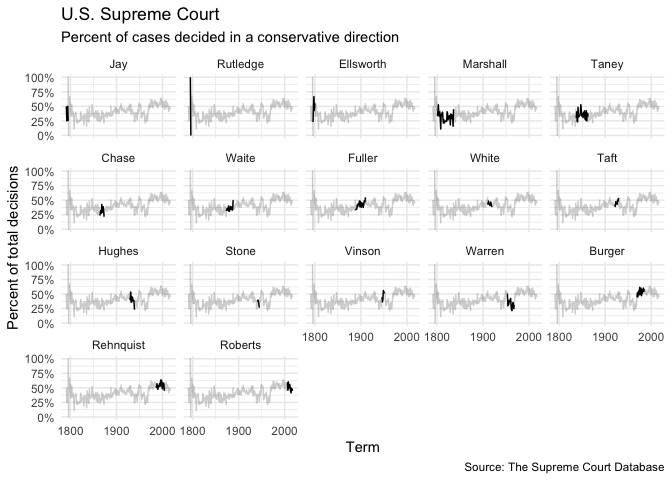 U.S. Supreme Court
Percent of cases decided in a conservative direction
Jay Rutledge Ellsworth Marshall Taney
100%
75%
50%
25%
0%
Chase Waite Fuller White Taft
100%
75%
50%
25%
0%
Hughes Stone Vinson Warren Burger
100%
75%
50%
25%
0%
1800 1900 2000 1800 1900 2000 1800 1900 2000
Rehnquist Roberts
100%
75%
50%
25%
0%
1800 1900 2000 1800 1900 2000
Percent of total decisions
Term
Source: The Supreme Court Database